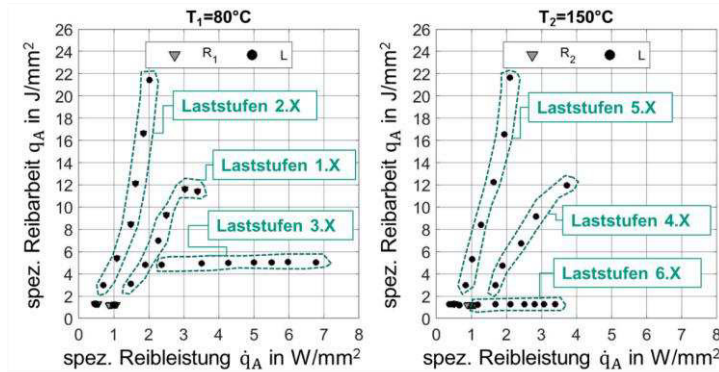 T₁=80°C
spez. Reibarbeit q_A in J/mm²
26
24
22
20
18
16
14
12
10
8
6
4
2
0
R₁ L
Laststufen 2.X
Laststufen 1.X
Laststufen 3.X
0 1 2 3 4 5 6 7 8
spez. Reibleistung q̇_A in W/mm²
T₂=150°C
spez. Reibarbeit q_A in J/mm²
26
24
22
20
18
16
14
12
10
8
6
4
2
0
R₂ L
Laststufen 5.X
Laststufen 4.X
Laststufen 6.X
0 1 2 3 4 5 6 7 8
spez. Reibleistung q̇_A in W/mm²